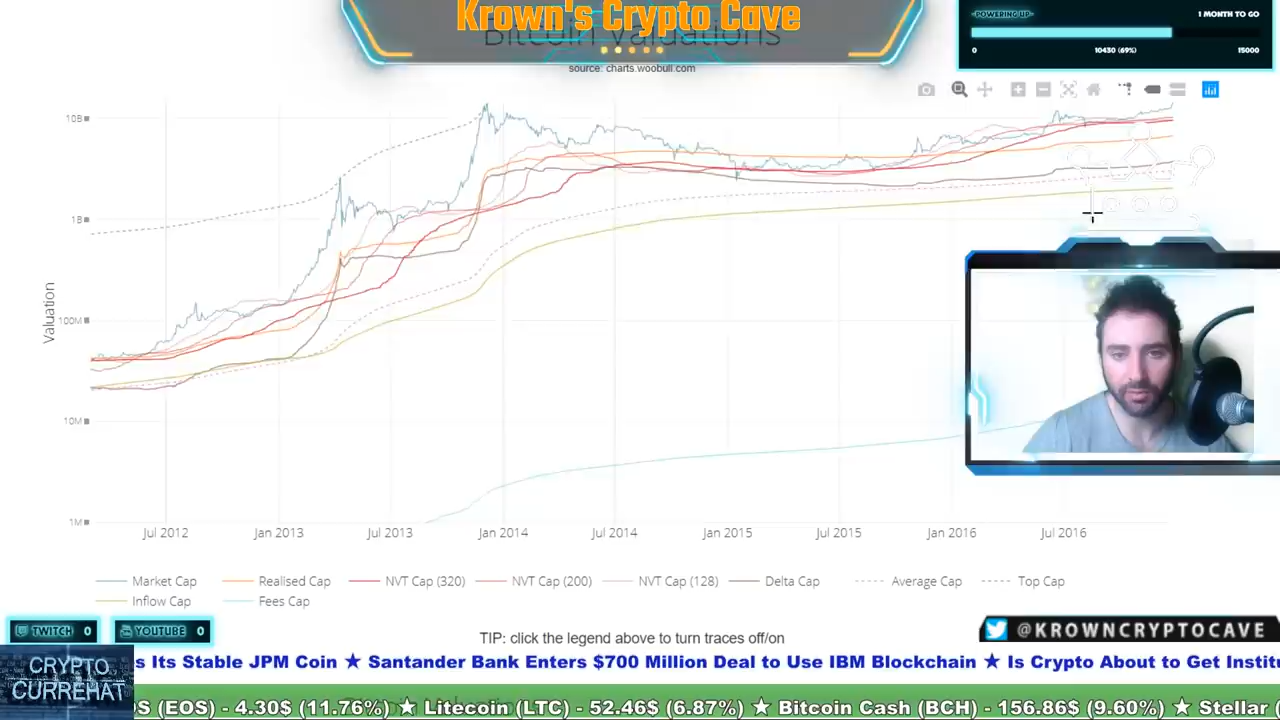 Krown's Crypto Cave
Bitcoin Valuations
source: charts.woobull.com
-POWERING UP-
1 MONTH TO GO
0
10430 (69%)
15000
10B
1B
100M
10M
1M
Valuation
Jul 2012
Jan 2013
Jul 2013
Jan 2014
Jul 2014
Jan 2015
Jul 2015
Jan 2016
Jul 2016
Market Cap
Realised Cap
NVT Cap (320)
NVT Cap (200)
NVT Cap (128)
Delta Cap
Average Cap
Top Cap
Inflow Cap
Fees Cap
TWITCH 0
YOUTUBE 0
TIP: click the legend above to turn traces off/on
@KROWNCRYPTOCAVE
CRYPTO
CURREHAT
s Its Stable JPM Coin ★ Santander Bank Enters $700 Million Deal to Use IBM Blockchain ★ Is Crypto About to Get Institu
OS (EOS) - 4.30$ (11.76%) ★ Litecoin (LTC) - 52.46$ (6.87%) ★ Bitcoin Cash (BCH) - 156.86$ (9.60%) ★ Stellar